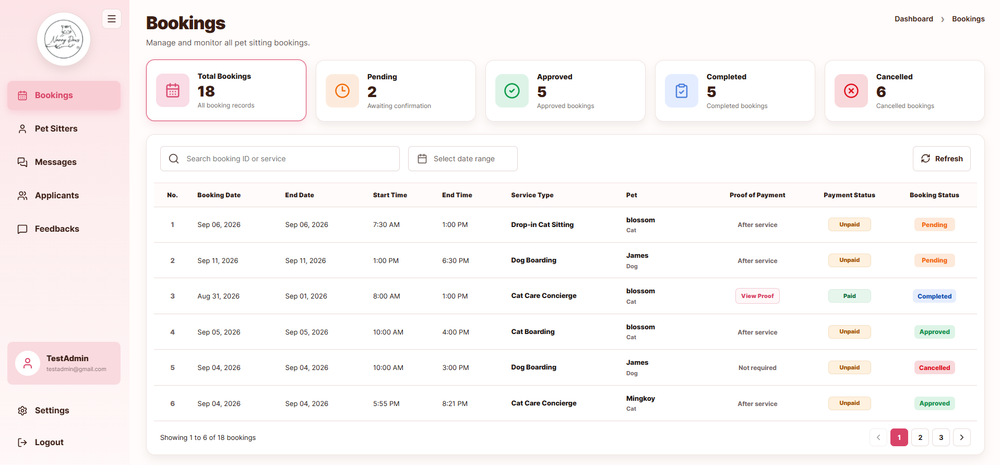 Nanny Paws
Bookings
Pet Sitters
Messages
Applicants
Feedbacks
TestAdmin
testadmin@gmail.com
Settings
Logout
Bookings
Manage and monitor all pet sitting bookings.
Dashboard › Bookings
Total Bookings
18
All booking records
Pending
2
Awaiting confirmation
Approved
5
Approved bookings
Completed
5
Completed bookings
Cancelled
6
Cancelled bookings
Search booking ID or service
Select date range
Refresh
No. Booking Date End Date Start Time End Time Service Type Pet Proof of Payment Payment Status Booking Status
1 Sep 06, 2026 Sep 06, 2026 7:30 AM 1:00 PM Drop-in Cat Sitting blossom After service Unpaid Pending
Cat
2 Sep 11, 2026 Sep 11, 2026 1:00 PM 6:30 PM Dog Boarding James After service Unpaid Pending
Dog
3 Aug 31, 2026 Sep 01, 2026 8:00 AM 1:00 PM Cat Care Concierge blossom View Proof Paid Completed
Cat
4 Sep 05, 2026 Sep 05, 2026 10:00 AM 4:00 PM Cat Boarding blossom After service Unpaid Approved
Cat
5 Sep 04, 2026 Sep 04, 2026 10:00 AM 3:00 PM Dog Boarding James Not required Unpaid Cancelled
Dog
6 Sep 04, 2026 Sep 04, 2026 5:55 PM 8:21 PM Cat Care Concierge Mingkoy After service Unpaid Approved
Cat
Showing 1 to 6 of 18 bookings
1 2 3